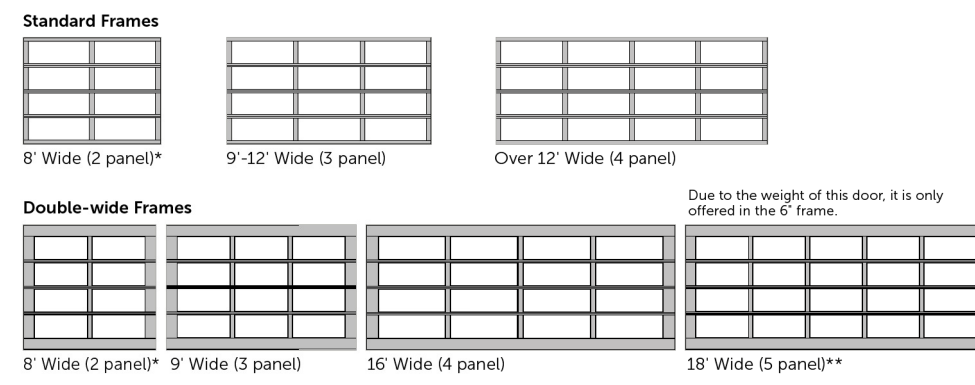 Standard Frames
8' Wide (2 panel)*
9'-12' Wide (3 panel)
Over 12' Wide (4 panel)
Due to the weight of this door, it is only
offered in the 6" frame.
Double-wide Frames
8' Wide (2 panel)*
9' Wide (3 panel)
16' Wide (4 panel)
18' Wide (5 panel)**